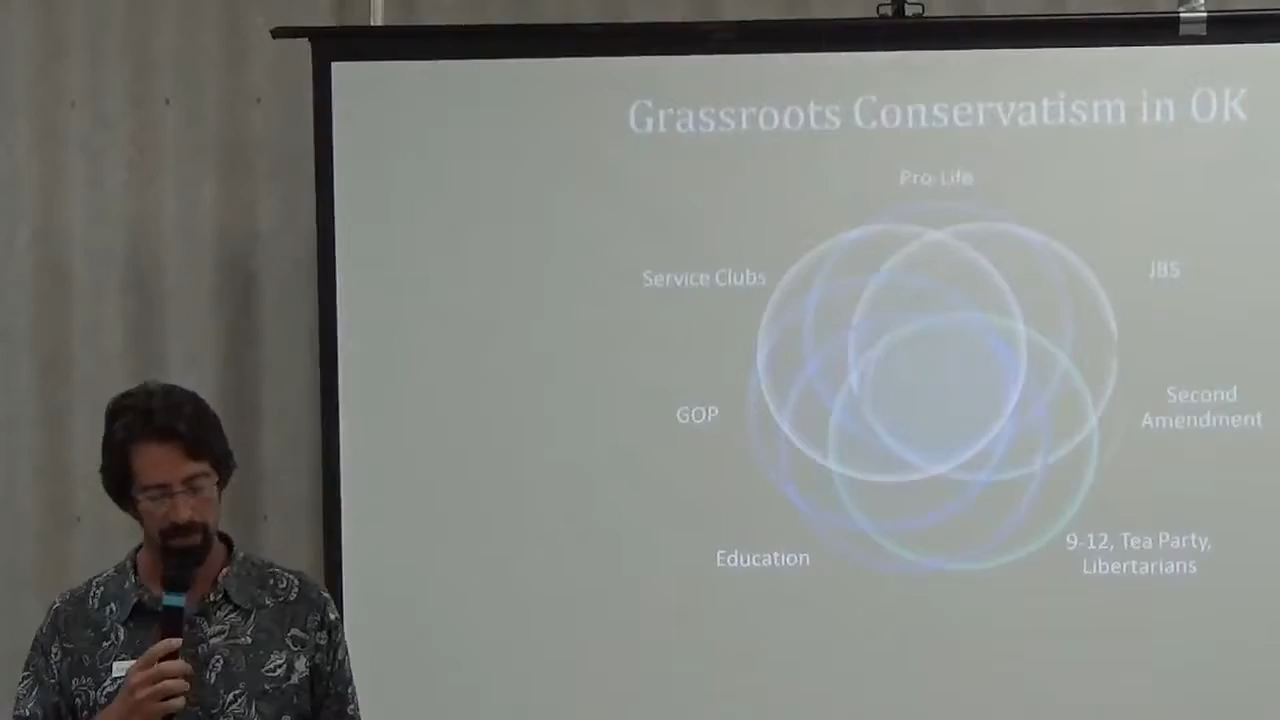 Grassroots Conservatism in OK
Pro-Life
Service Clubs
JBS
GOP
Second
Amendment
Education
9-12, Tea Party,
Libertarians